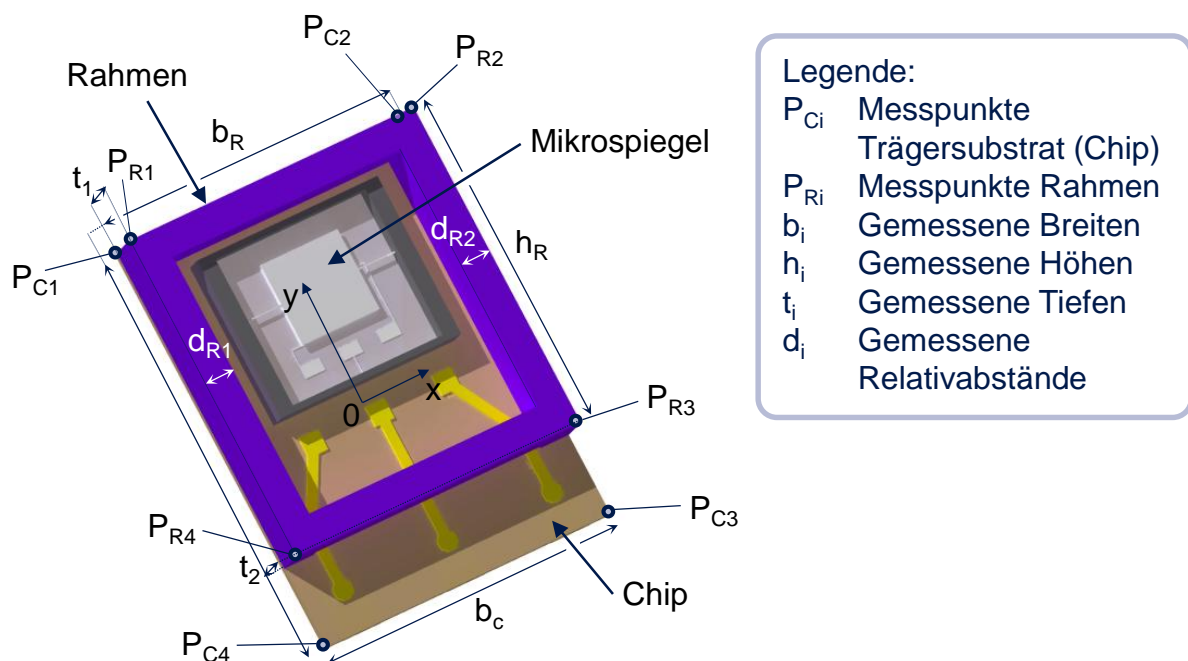 P_C2
P_R2
Rahmen
b_R
Mikrospiegel
P_R1
t_1
P_C1
d_R2
h_R
y
d_R1
x
0
P_R3
P_R4
P_C3
t_2
Chip
b_c
P_C4
Legende:
P_Ci Messpunkte
Trägersubstrat (Chip)
P_Ri Messpunkte Rahmen
b_i Gemessene Breiten
h_i Gemessene Höhen
t_i Gemessene Tiefen
d_i Gemessene
Relativabstände